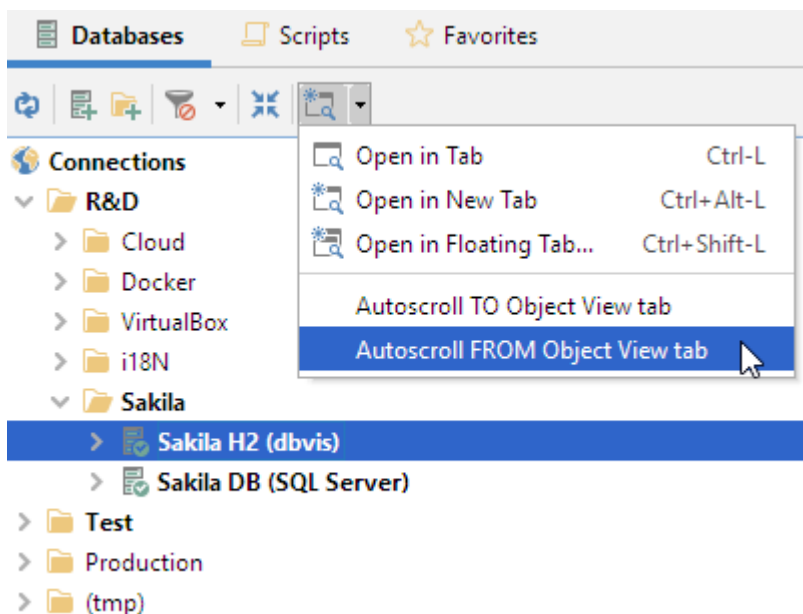 Databases Scripts Favorites
Connections
Open in Tab Ctrl-L
R&D
Open in New Tab Ctrl+Alt-L
Cloud
Open in Floating Tab... Ctrl+Shift-L
Docker
Autoscroll TO Object View tab
VirtualBox
Autoscroll FROM Object View tab
i18N
Sakila
Sakila H2 (dbvis)
Sakila DB (SQL Server)
Test
Production
(tmp)